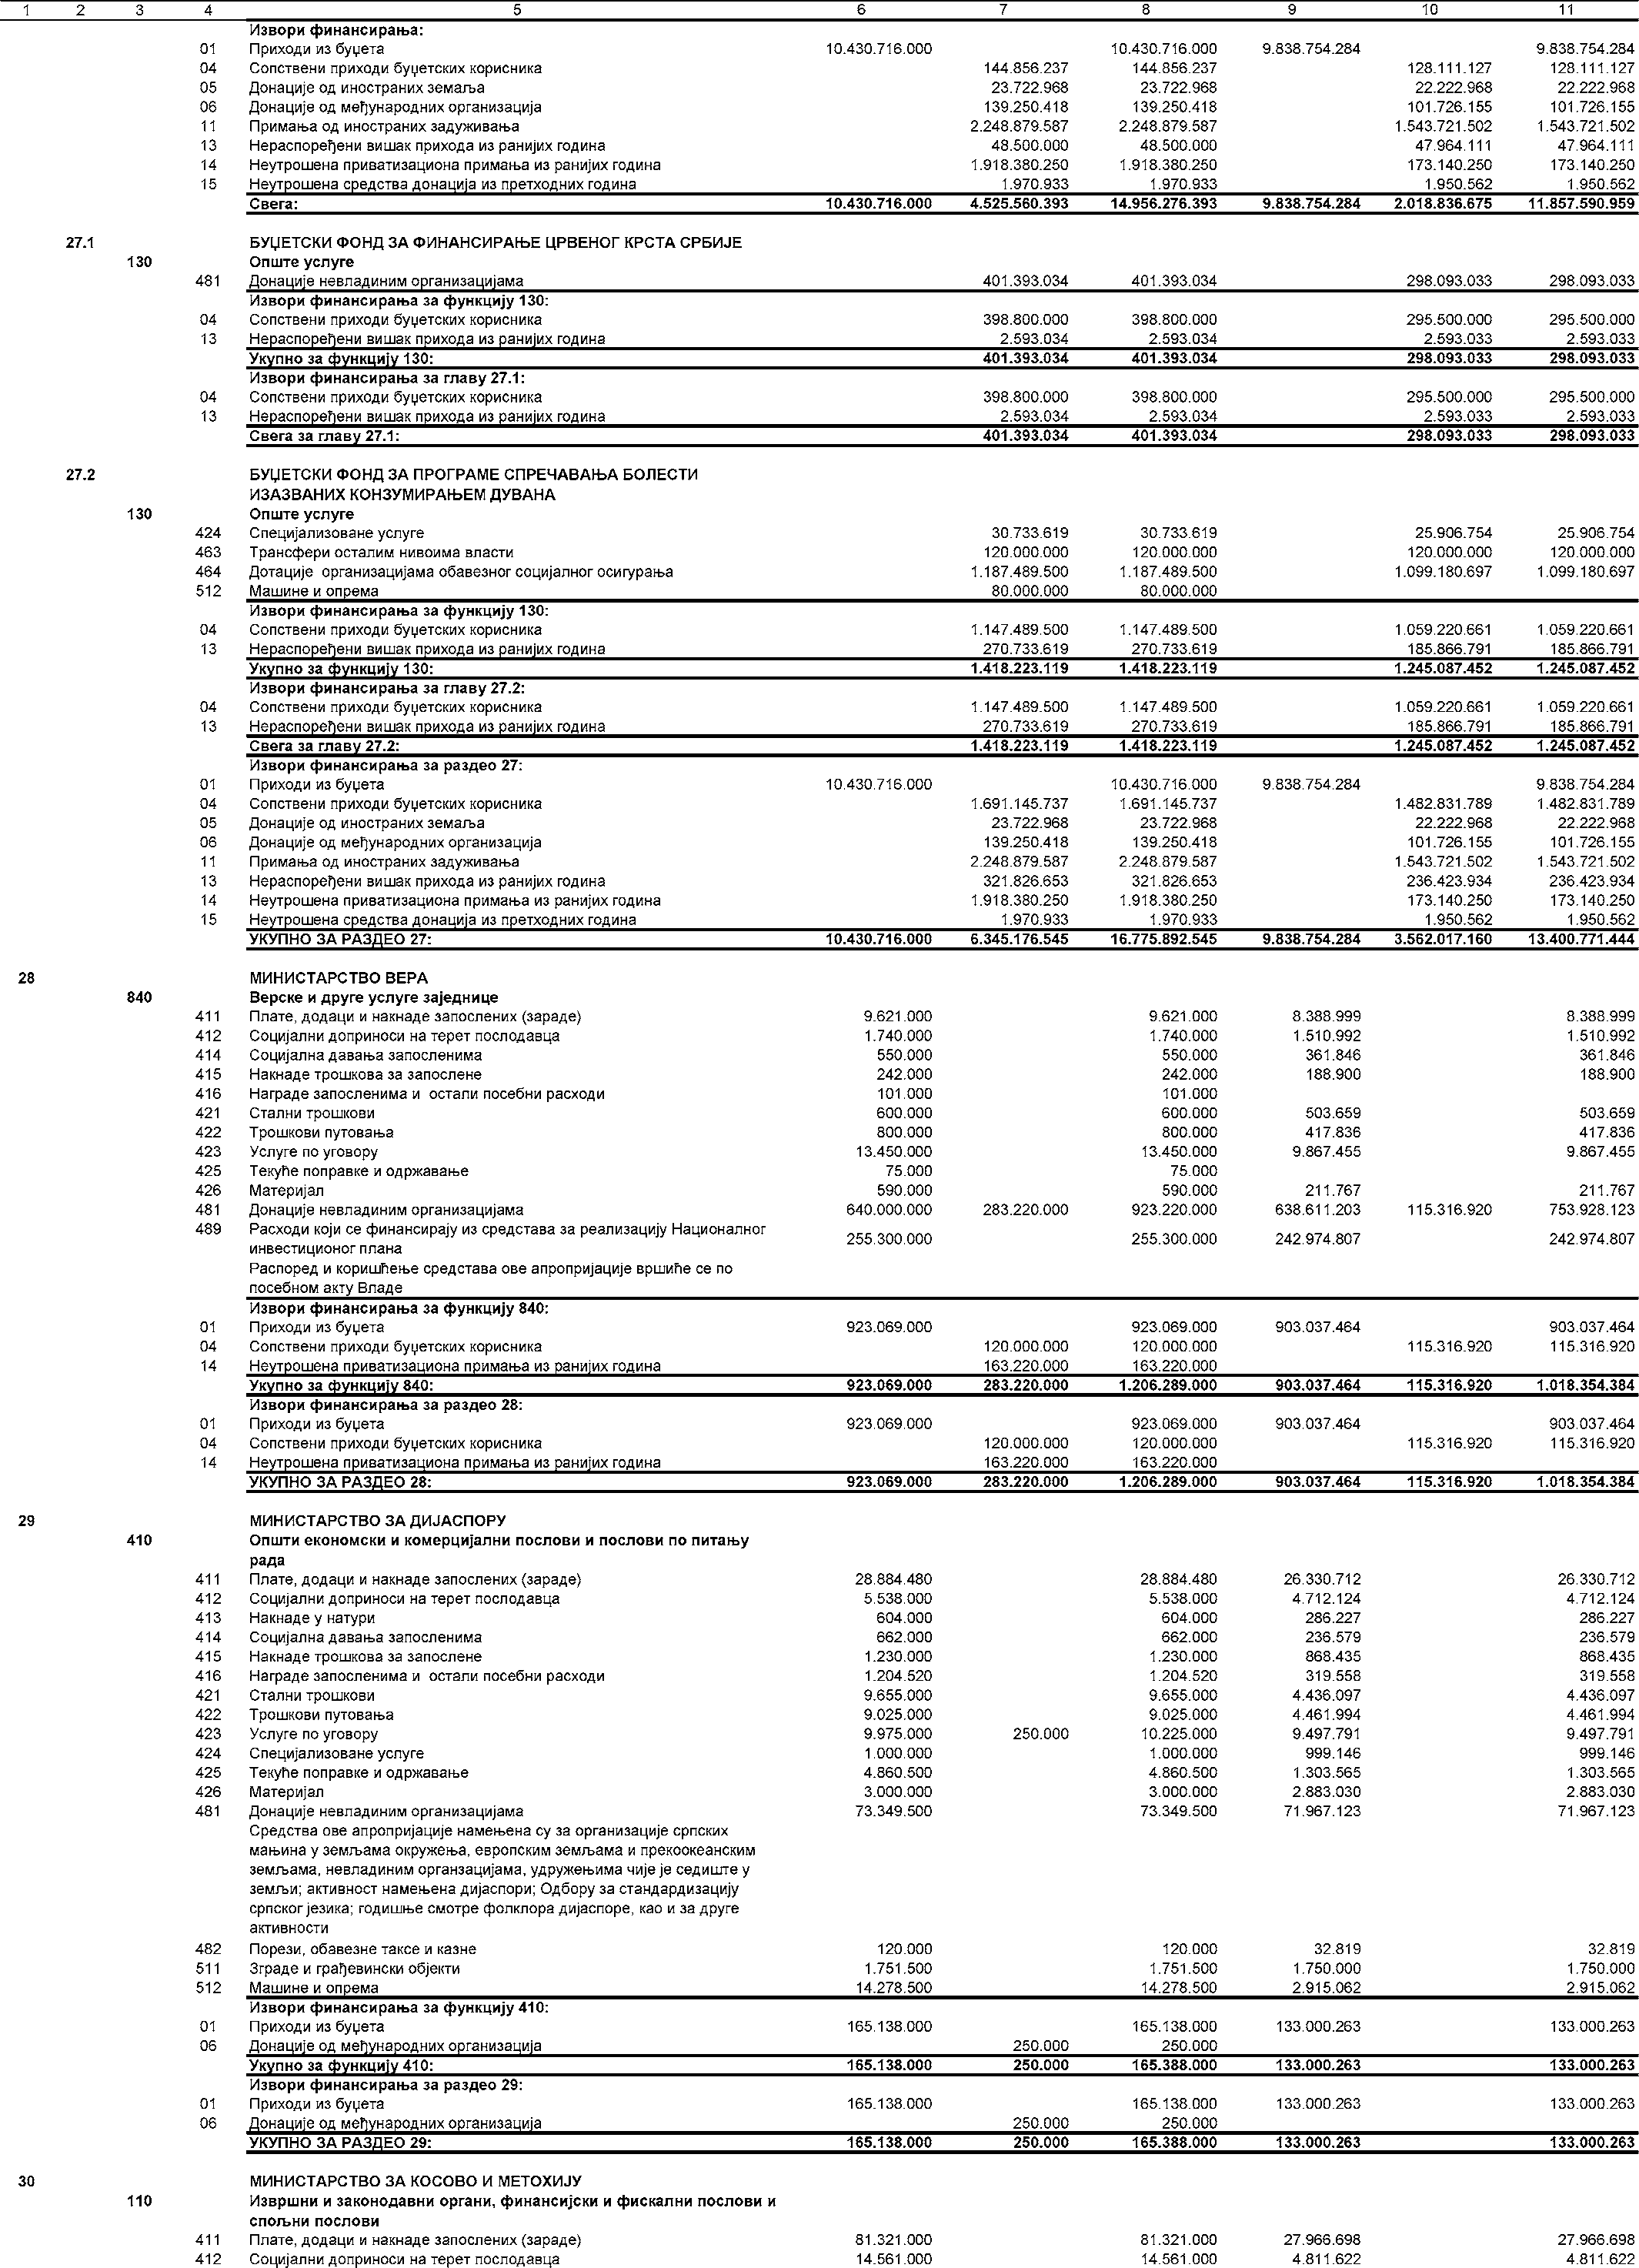 1 2 3 4 5 6 7 8 9 10 11
Извори финансирања:
01 Приходи из буџета 10.430.716.000 10.430.716.000 9.838.754.284 9.838.754.284
04 Сопствени приходи буџетских корисника 144.856.237 144.856.237 128.111.127 128.111.127
05 Донације од иностраних земаља 23.722.968 23.722.968 22.222.968 22.222.968
06 Донације од међународних организација 139.250.418 139.250.418 101.726.155 101.726.155
11 Примања од иностраних задуживања 2.248.879.587 2.248.879.587 1.543.721.502 1.543.721.502
13 Нераспоређени вишак прихода из ранијих година 48.500.000 48.500.000 47.964.111 47.964.111
14 Неутрошена приватизациона примања из ранијих година 1.918.380.250 1.918.380.250 173.140.250 173.140.250
15 Неутрошена средства донација из претходних година 1.970.933 1.970.933 1.950.562 1.950.562
Свега: 10.430.716.000 4.525.560.393 14.956.276.393 9.838.754.284 2.018.836.675 11.857.590.959
27.1 БУЏЕТСКИ ФОНД ЗА ФИНАНСИРАЊЕ ЦРВЕНОГ КРСТА СРБИЈЕ
130 Опште услуге
481 Донације невладиним организацијама 401.393.034 401.393.034 298.093.033 298.093.033
Извори финансирања за функцију 130:
04 Сопствени приходи буџетских корисника 398.800.000 398.800.000 295.500.000 295.500.000
13 Нераспоређени вишак прихода из ранијих година 2.593.034 2.593.034 2.593.033 2.593.033
Укупно за функцију 130: 401.393.034 401.393.034 298.093.033 298.093.033
Извори финансирања за главу 27.1:
04 Сопствени приходи буџетских корисника 398.800.000 398.800.000 295.500.000 295.500.000
13 Нераспоређени вишак прихода из ранијих година 2.593.034 2.593.034 2.593.033 2.593.033
Свега за главу 27.1: 401.393.034 401.393.034 298.093.033 298.093.033
27.2 БУЏЕТСКИ ФОНД ЗА ПРОГРАМЕ СПРЕЧАВАЊА БОЛЕСТИ
ИЗАЗВАНИХ КОНЗУМИРАЊЕМ ДУВАНА
130 Опште услуге
424 Специјализоване услуге 30.733.619 30.733.619 25.906.754 25.906.754
463 Трансфери осталим нивоима власти 120.000.000 120.000.000 120.000.000 120.000.000
464 Дотације организацијама обавезног социјалног осигурања 1.187.489.500 1.187.489.500 1.099.180.697 1.099.180.697
512 Машине и опрема 80.000.000 80.000.000
Извори финансирања за функцију 130:
04 Сопствени приходи буџетских корисника 1.147.489.500 1.147.489.500 1.059.220.661 1.059.220.661
13 Нераспоређени вишак прихода из ранијих година 270.733.619 270.733.619 185.866.791 185.866.791
Укупно за функцију 130: 1.418.223.119 1.418.223.119 1.245.087.452 1.245.087.452
Извори финансирања за главу 27.2:
04 Сопствени приходи буџетских корисника 1.147.489.500 1.147.489.500 1.059.220.661 1.059.220.661
13 Нераспоређени вишак прихода из ранијих година 270.733.619 270.733.619 185.866.791 185.866.791
Свега за главу 27.2: 1.418.223.119 1.418.223.119 1.245.087.452 1.245.087.452
Извори финансирања за раздео 27:
01 Приходи из буџета 10.430.716.000 10.430.716.000 9.838.754.284 9.838.754.284
04 Сопствени приходи буџетских корисника 1.691.145.737 1.691.145.737 1.482.831.789 1.482.831.789
05 Донације од иностраних земаља 23.722.968 23.722.968 22.222.968 22.222.968
06 Донације од међународних организација 139.250.418 139.250.418 101.726.155 101.726.155
11 Примања од иностраних задуживања 2.248.879.587 2.248.879.587 1.543.721.502 1.543.721.502
13 Нераспоређени вишак прихода из ранијих година 321.826.653 321.826.653 236.423.934 236.423.934
14 Неутрошена приватизациона примања из ранијих година 1.918.380.250 1.918.380.250 173.140.250 173.140.250
15 Неутрошена средства донација из претходних година 1.970.933 1.970.933 1.950.562 1.950.562
УКУПНО ЗА РАЗДЕО 27: 10.430.716.000 6.345.176.545 16.775.892.545 9.838.754.284 3.562.017.160 13.400.771.444
28 МИНИСТАРСТВО ВЕРА
840 Верске и друге услуге заједнице
411 Плате, додаци и накнаде запослених (зараде) 9.621.000 9.621.000 8.388.999 8.388.999
412 Социјални доприноси на терет послодавца 1.740.000 1.740.000 1.510.992 1.510.992
414 Социјална давања запосленима 550.000 550.000 361.846 361.846
415 Накнаде трошкова за запослене 242.000 242.000 188.900 188.900
416 Награде запосленима и остали посебни расходи 101.000 101.000
421 Стални трошкови 600.000 600.000 503.659 503.659
422 Трошкови путовања 800.000 800.000 417.836 417.836
423 Услуге по уговору 13.450.000 13.450.000 9.867.455 9.867.455
425 Текуће поправке и одржавање 75.000 75.000
426 Материјал 590.000 590.000 211.767 211.767
481 Донације невладиним организацијама 640.000.000 283.220.000 923.220.000 638.611.203 115.316.920 753.928.123
489 Расходи који се финансирају из средстава за реализацију Националног
инвестиционог плана 255.300.000 255.300.000 242.974.807 242.974.807
Распоред и коришћење средстава ове апропријације вршиће се по
посебном акту Владе
Извори финансирања за функцију 840:
01 Приходи из буџета 923.069.000 923.069.000 903.037.464 903.037.464
04 Сопствени приходи буџетских корисника 120.000.000 120.000.000 115.316.920 115.316.920
14 Неутрошена приватизациона примања из ранијих година 163.220.000 163.220.000
Укупно за функцију 840: 923.069.000 283.220.000 1.206.289.000 903.037.464 115.316.920 1.018.354.384
Извори финансирања за раздео 28:
01 Приходи из буџета 923.069.000 923.069.000 903.037.464 903.037.464
04 Сопствени приходи буџетских корисника 120.000.000 120.000.000 115.316.920 115.316.920
14 Неутрошена приватизациона примања из ранијих година 163.220.000 163.220.000
УКУПНО ЗА РАЗДЕО 28: 923.069.000 283.220.000 1.206.289.000 903.037.464 115.316.920 1.018.354.384
29 МИНИСТАРСТВО ЗА ДИЈАСПОРУ
410 Општи економски и комерцијални послови и послови по питању
рада
411 Плате, додаци и накнаде запослених (зараде) 28.884.480 28.884.480 26.330.712 26.330.712
412 Социјални доприноси на терет послодавца 5.538.000 5.538.000 4.712.124 4.712.124
413 Накнаде у натури 604.000 604.000 286.227 286.227
414 Социјална давања запосленима 662.000 662.000 236.579 236.579
415 Накнаде трошкова за запослене 1.230.000 1.230.000 868.435 868.435
416 Награде запосленима и остали посебни расходи 1.204.520 1.204.520 319.558 319.558
421 Стални трошкови 9.655.000 9.655.000 4.436.097 4.436.097
422 Трошкови путовања 9.025.000 9.025.000 4.461.994 4.461.994
423 Услуге по уговору 9.975.000 250.000 10.225.000 9.497.791 9.497.791
424 Специјализоване услуге 1.000.000 1.000.000 999.146 999.146
425 Текуће поправке и одржавање 4.860.500 4.860.500 1.303.565 1.303.565
426 Материјал 3.000.000 3.000.000 2.883.030 2.883.030
481 Донације невладиним организацијама 73.349.500 73.349.500 71.967.123 71.967.123
Средства ове апропријације намењена су за организације српских
мањина у земљама окружења, европским земљама и прекоокеанским
земљама, невладиним органзацијама, удружењима чије је седиште у
земљи; активност намењена дијаспори; Одбору за стандардизацију
српског језика; годишње смотре фолклора дијаспоре, као и за друге
активности
482 Порези, обавезне таксе и казне 120.000 120.000 32.819 32.819
511 Зграде и грађевински објекти 1.751.500 1.751.500 1.750.000 1.750.000
512 Машине и опрема 14.278.500 14.278.500 2.915.062 2.915.062
Извори финансирања за функцију 410:
01 Приходи из буџета 165.138.000 165.138.000 133.000.263 133.000.263
06 Донације од међународних организација 250.000 250.000
Укупно за функцију 410: 165.138.000 250.000 165.388.000 133.000.263 133.000.263
Извори финансирања за раздео 29:
01 Приходи из буџета 165.138.000 165.138.000 133.000.263 133.000.263
06 Донације од међународних организација 250.000 250.000
УКУПНО ЗА РАЗДЕО 29: 165.138.000 250.000 165.388.000 133.000.263 133.000.263
30 МИНИСТАРСТВО ЗА КОСОВО И МЕТОХИЈУ
110 Извршни и законодавни органи, финансијски и фискални послови и
спољни послови
411 Плате, додаци и накнаде запослених (зараде) 81.321.000 81.321.000 27.966.698 27.966.698
412 Социјални доприноси на терет послодавца 14.561.000 14.561.000 4.811.622 4.811.622